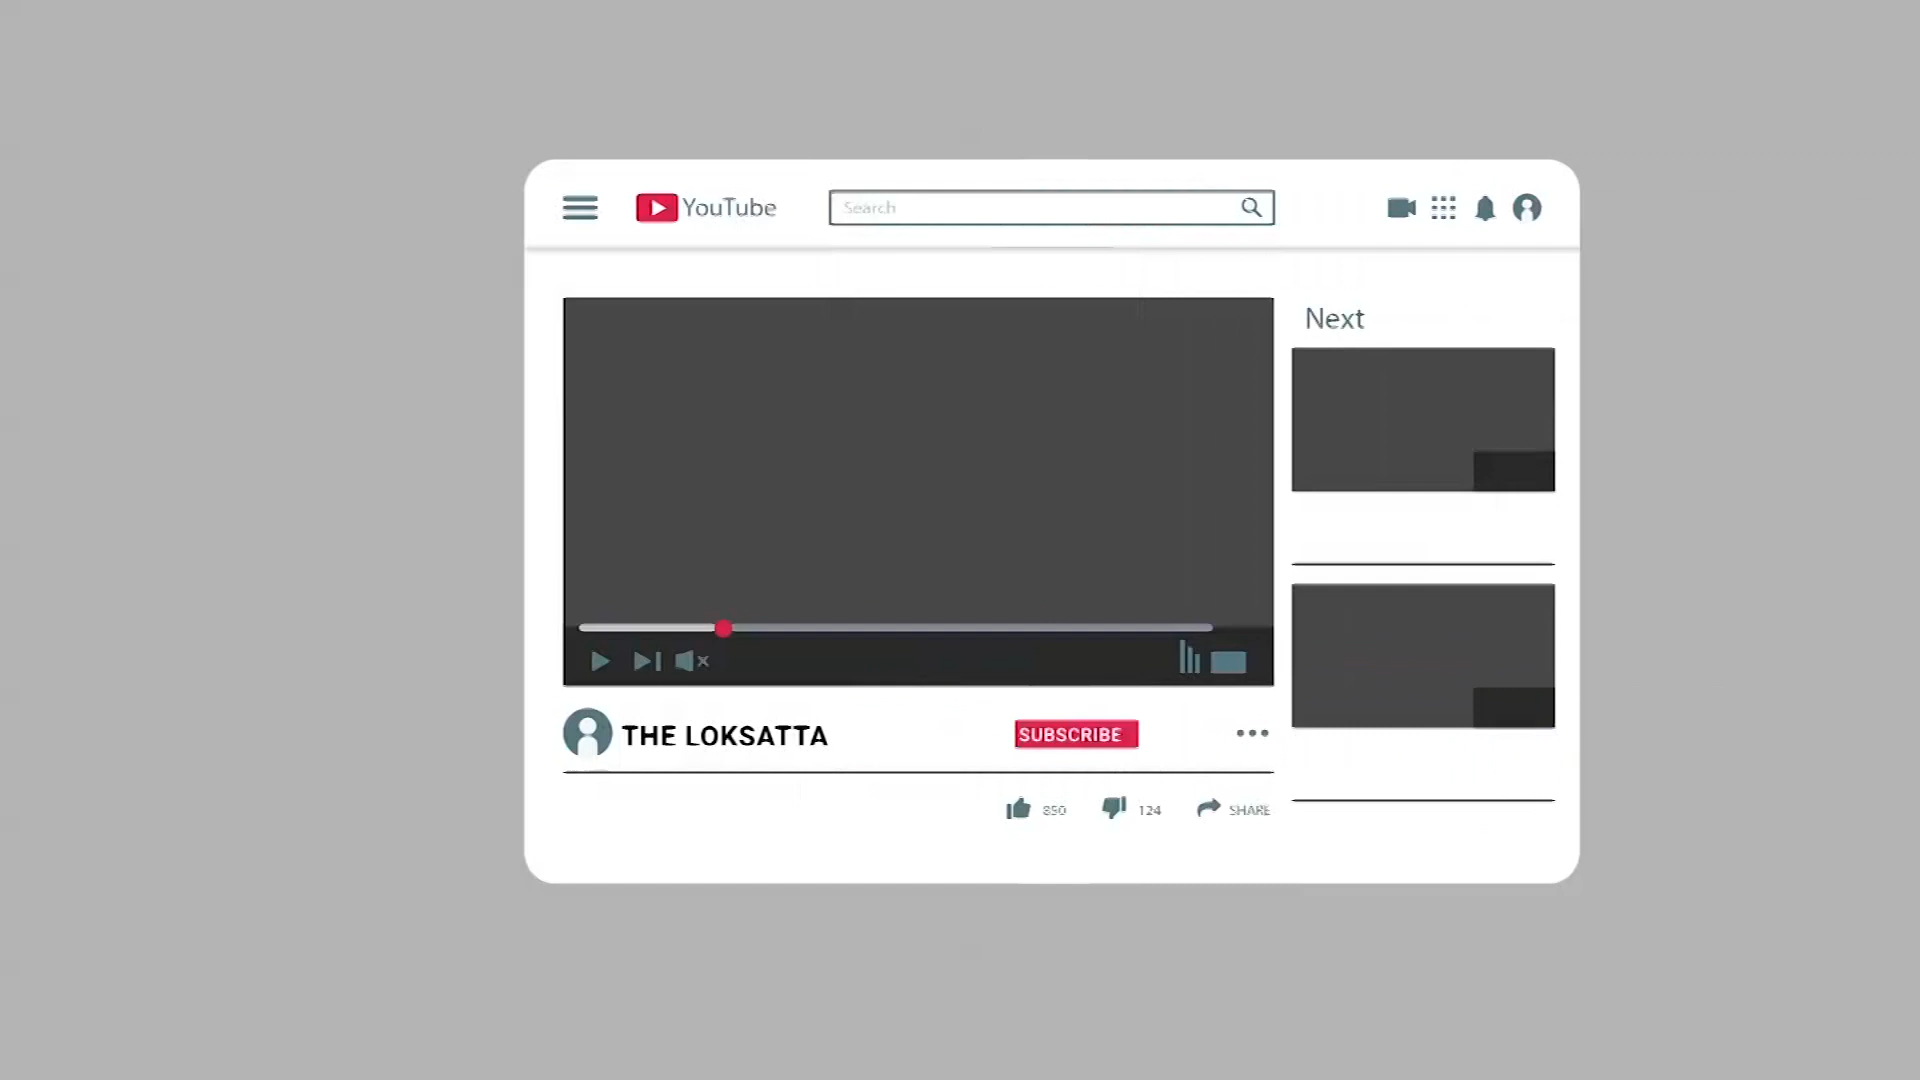 YouTube
Search
Next
THE LOKSATTA
SUBSCRIBE
850
124
SHARE